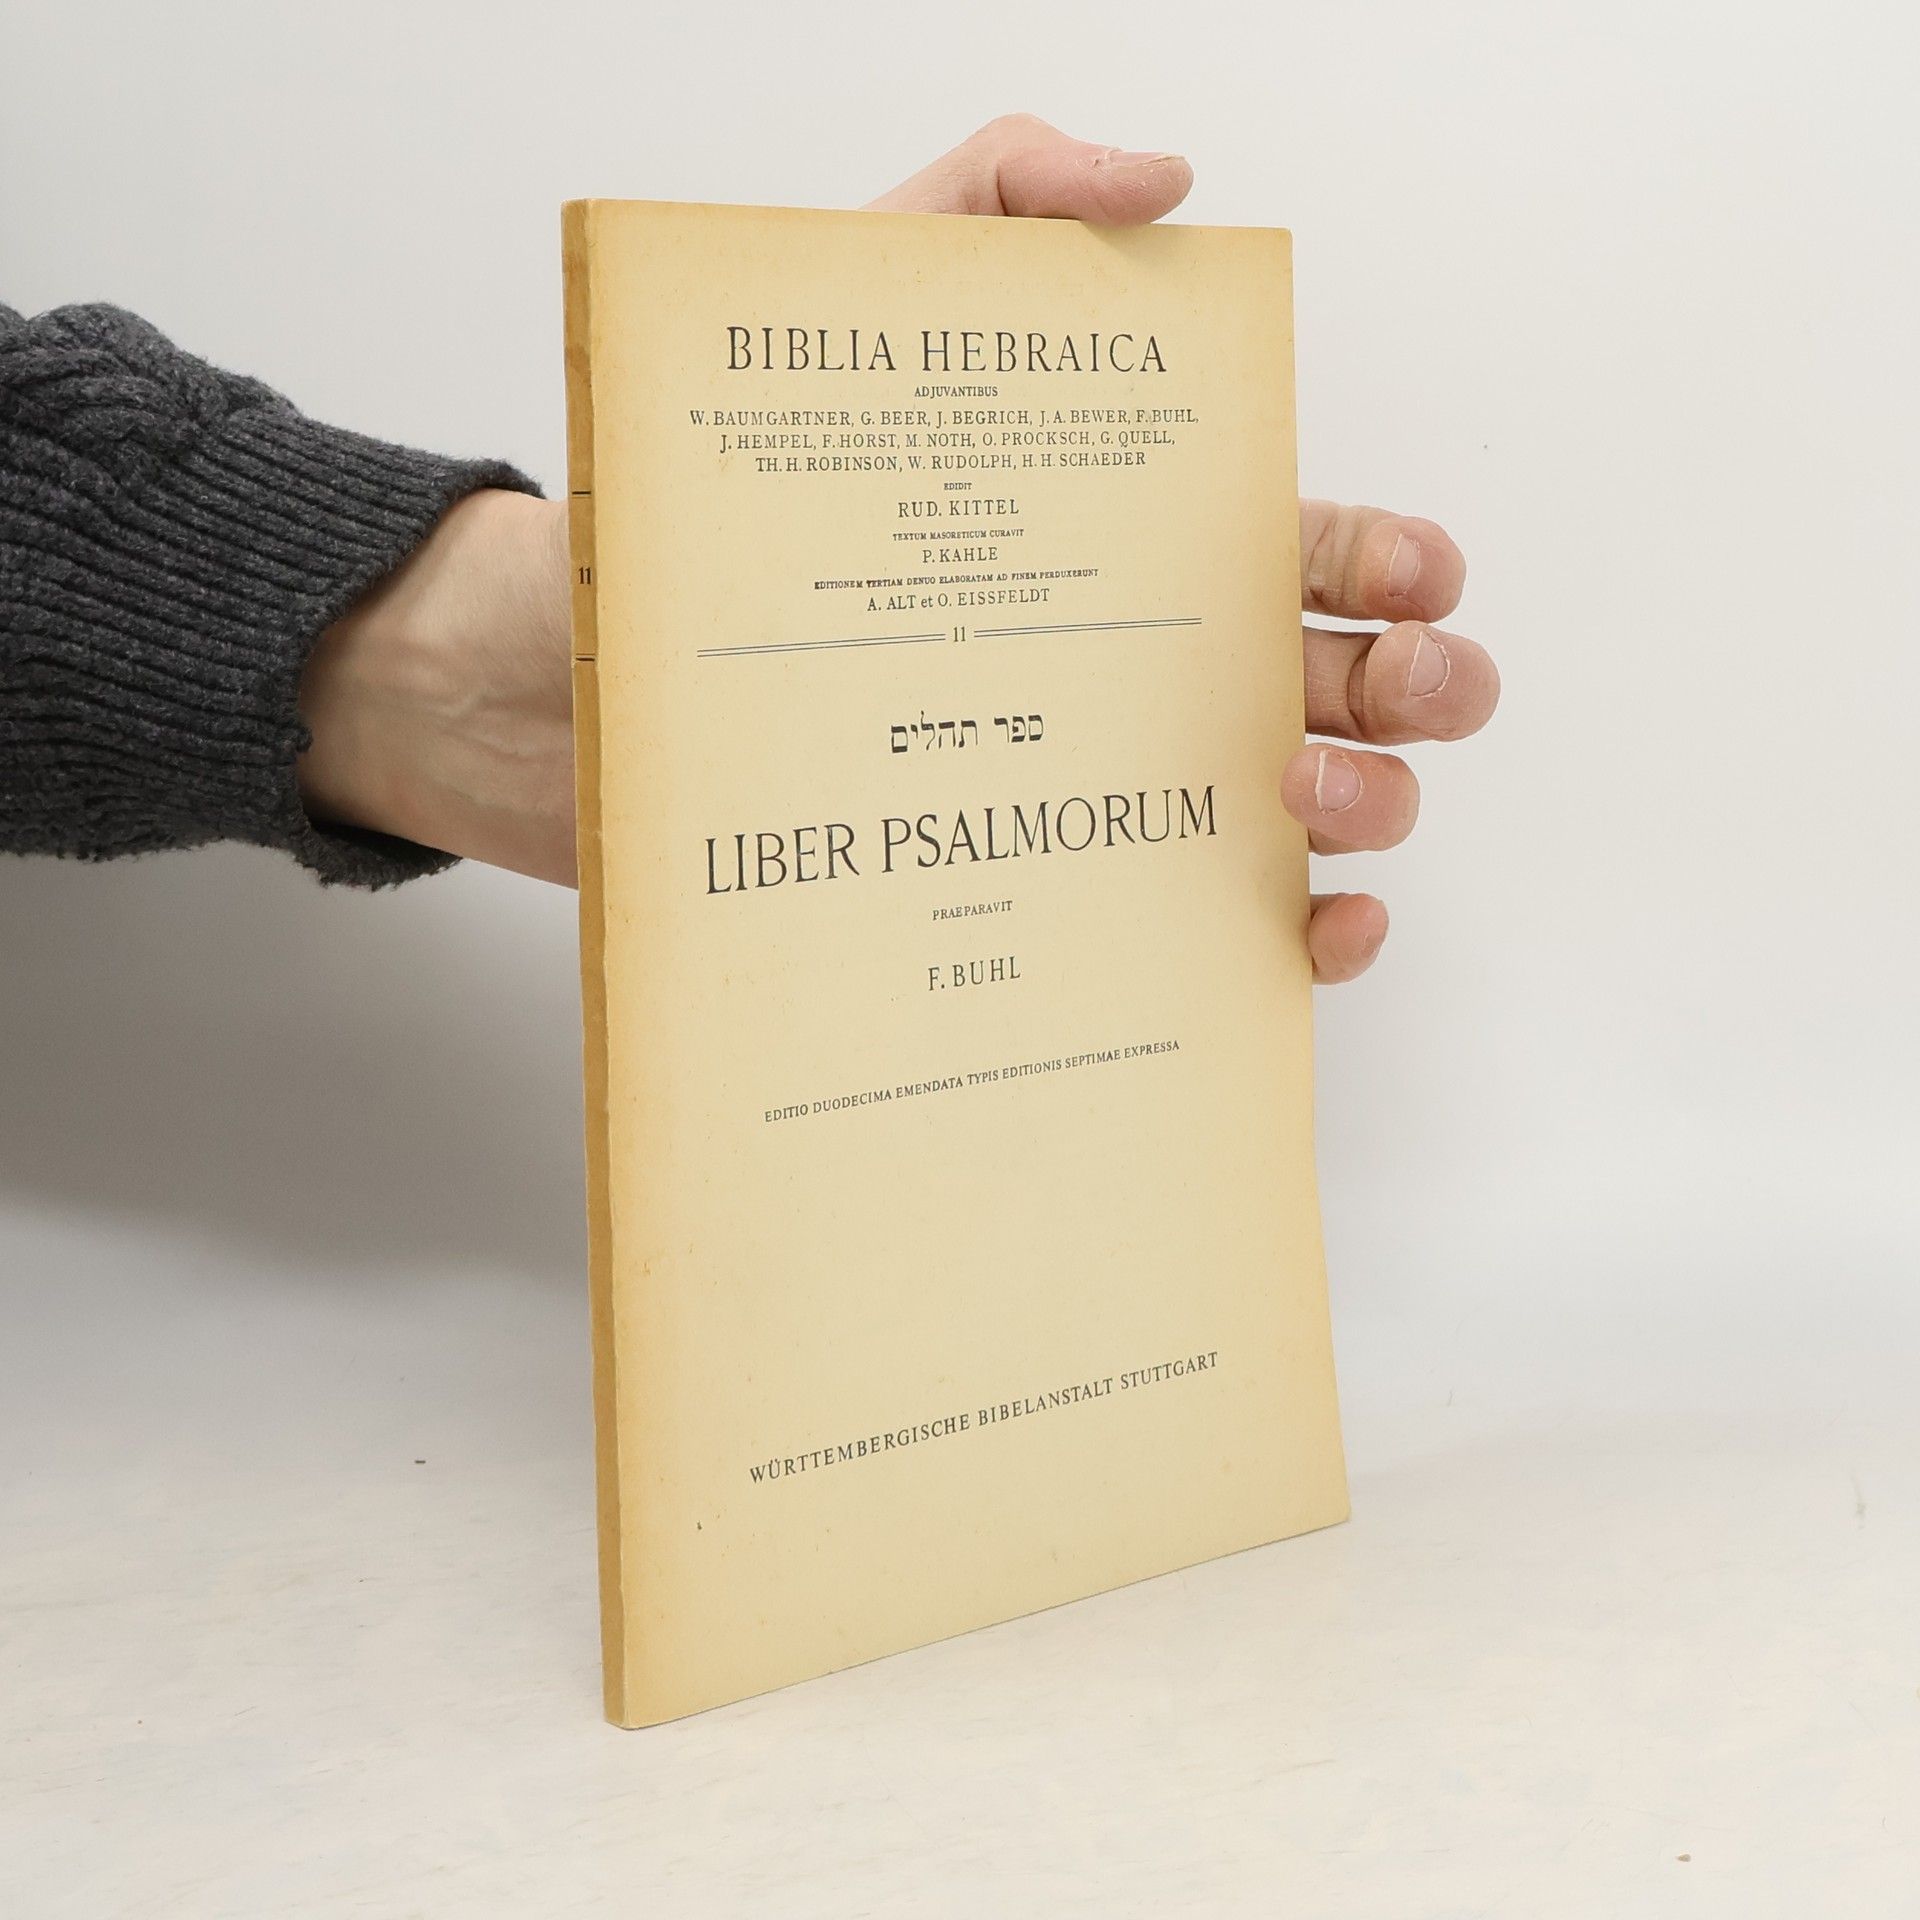 BIBLIA HEBRAICA
ADJUVANTIBUS
W. BAUMGARTNER, G. BEER, J. BEGRICH, J. A. BEWER, F. BUHL,
J. HEMPEL, F. HORST, M. NOTH, O. PROCKSCH, G. QUELL,
TH. H. ROBINSON, W. RUDOLPH, H. H. SCHAEDER
EDIDIT
RUD. KITTEL
TEXTUM MASORETICUM CURAVIT
P. KAHLE
EDITIONEM TERTIAM DENUO ELABORATAM AD FINEM PERDUXERUNT
A. ALT et O. EISSFELDT
11
ספר תהלים
LIBER PSALMORUM
PRAEPARAVIT
F. BUHL
EDITIO DUODECIMA EMENDATA TYPIS EDITIONIS SEPTIMAE EXPRESSA
WÜRTTEMBERGISCHE BIBELANSTALT STUTTGART
11